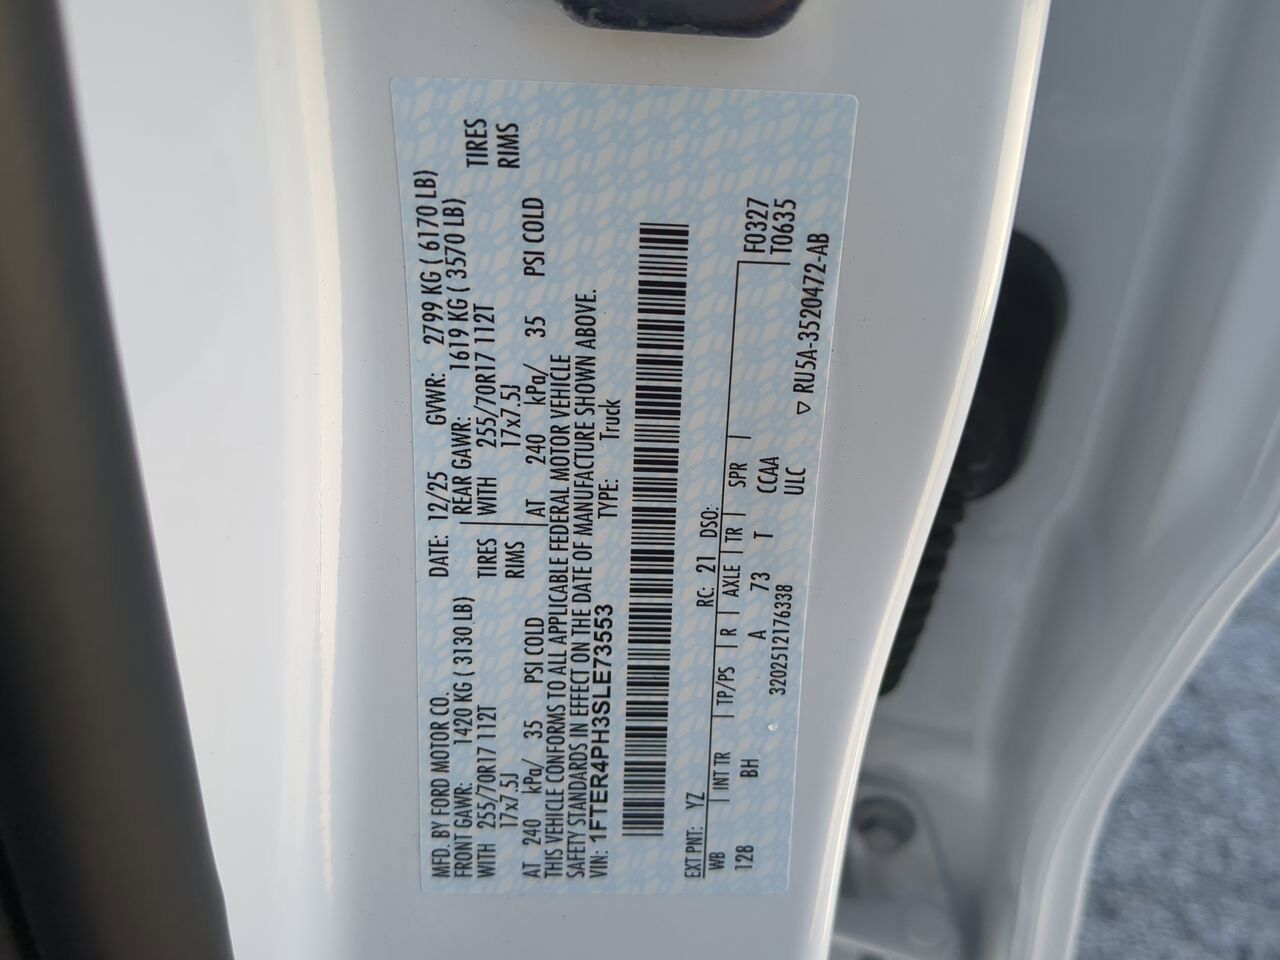 MFD. BY FORD MOTOR CO. DATE: 12/25 GVWR: 2799 KG ( 6170 LB)
FRONT GAWR: 1420 KG ( 3130 LB) REAR GAWR: 1619 KG ( 3570 LB)
WITH 255/70R17 112T TIRES WITH 255/70R17 112T TIRES
17x7.5J RIMS 17x7.5J RIMS
AT 240 kPa/ 35 PSI COLD AT 240 kPa/ 35 PSI COLD
THIS VEHICLE CONFORMS TO ALL APPLICABLE FEDERAL MOTOR VEHICLE
SAFETY STANDARDS IN EFFECT ON THE DATE OF MANUFACTURE SHOWN ABOVE.
VIN: 1FTER4PH3SLE73553 TYPE: Truck
EXT PNT: YZ RC: 21 DSO: F0327
WB INT TR TP/PS R AXLE TR SPR T0635
128 BH A 73 T CCAA
3202512176338 ULC
▽ RU5A-3520472-AB